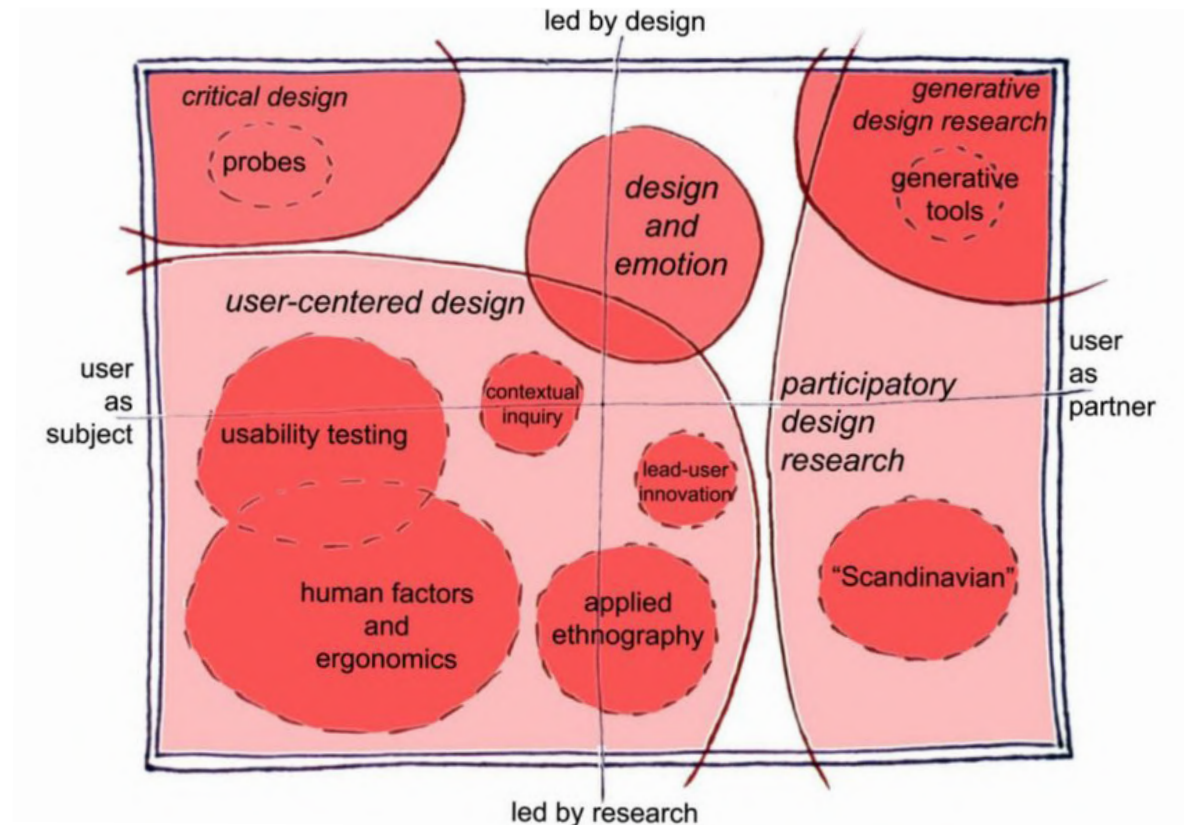 led by design
critical design
probes
generative
design research
generative
tools
design
and
emotion
user-centered design
user
as
subject
contextual
inquiry
usability testing
user
as
partner
participatory
design
research
lead-user
innovation
"Scandinavian"
human factors
and
ergonomics
applied
ethnography
led by research